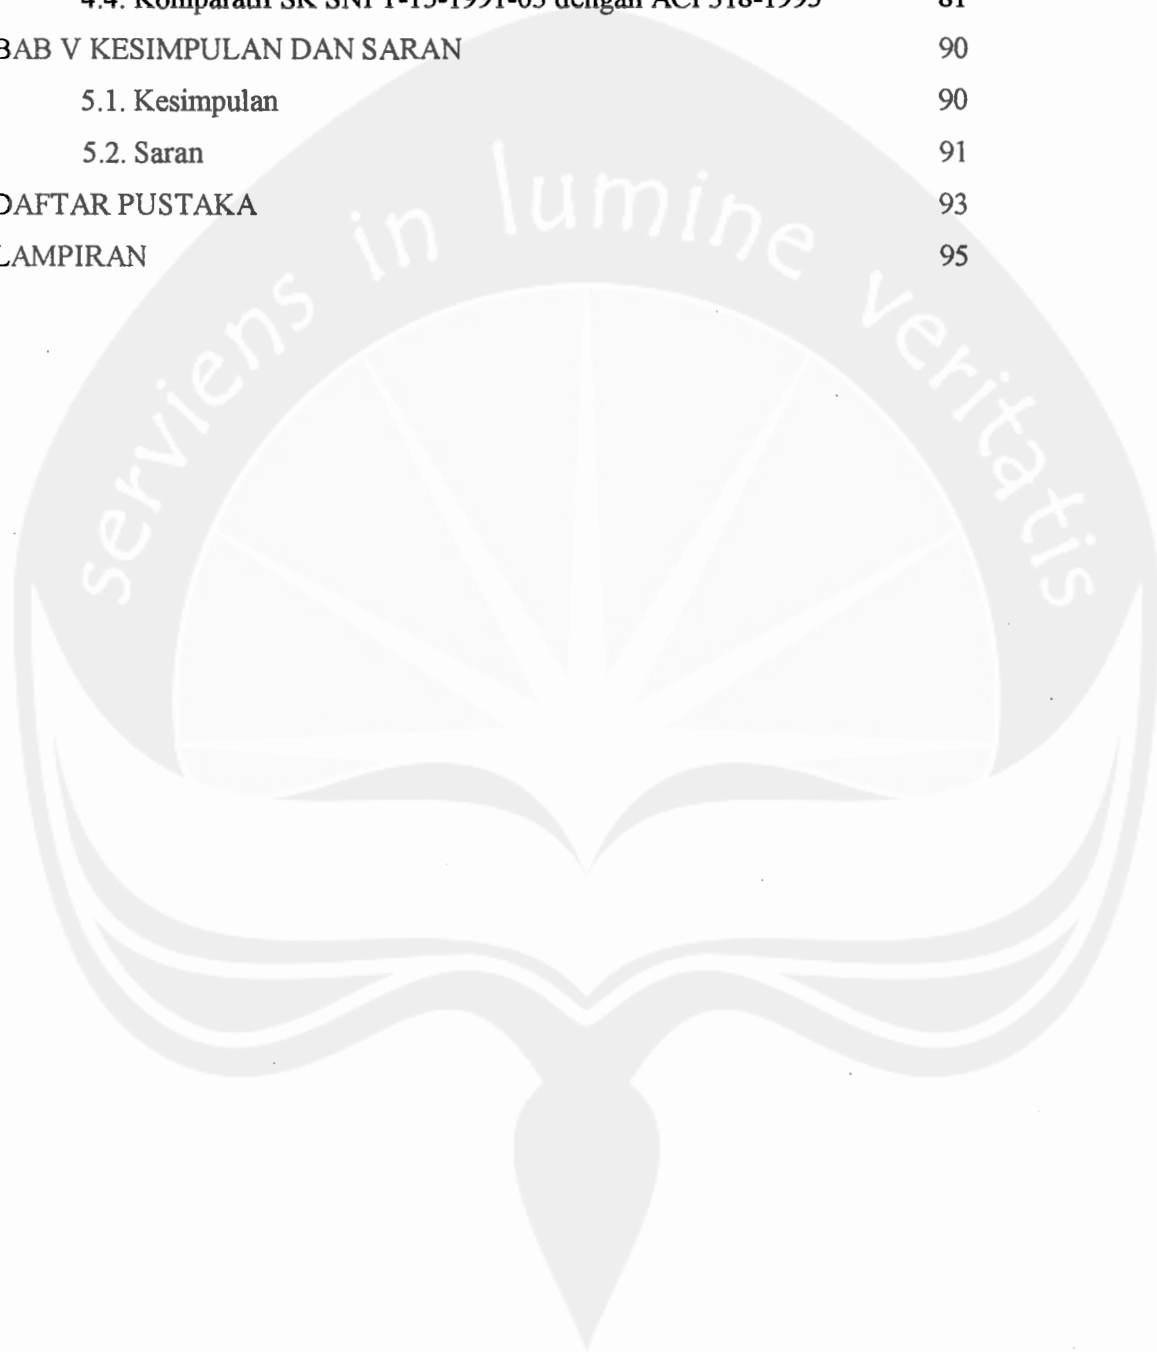 4.4. Komparatif SK SNI T-15-1991-03 dengan ACI 318-1995 81
BAB V KESIMPULAN DAN SARAN 90
5.1. Kesimpulan 90
5.2. Saran 91
DAFTAR PUSTAKA 93
LAMPIRAN 95
serviens in lumine veritatis